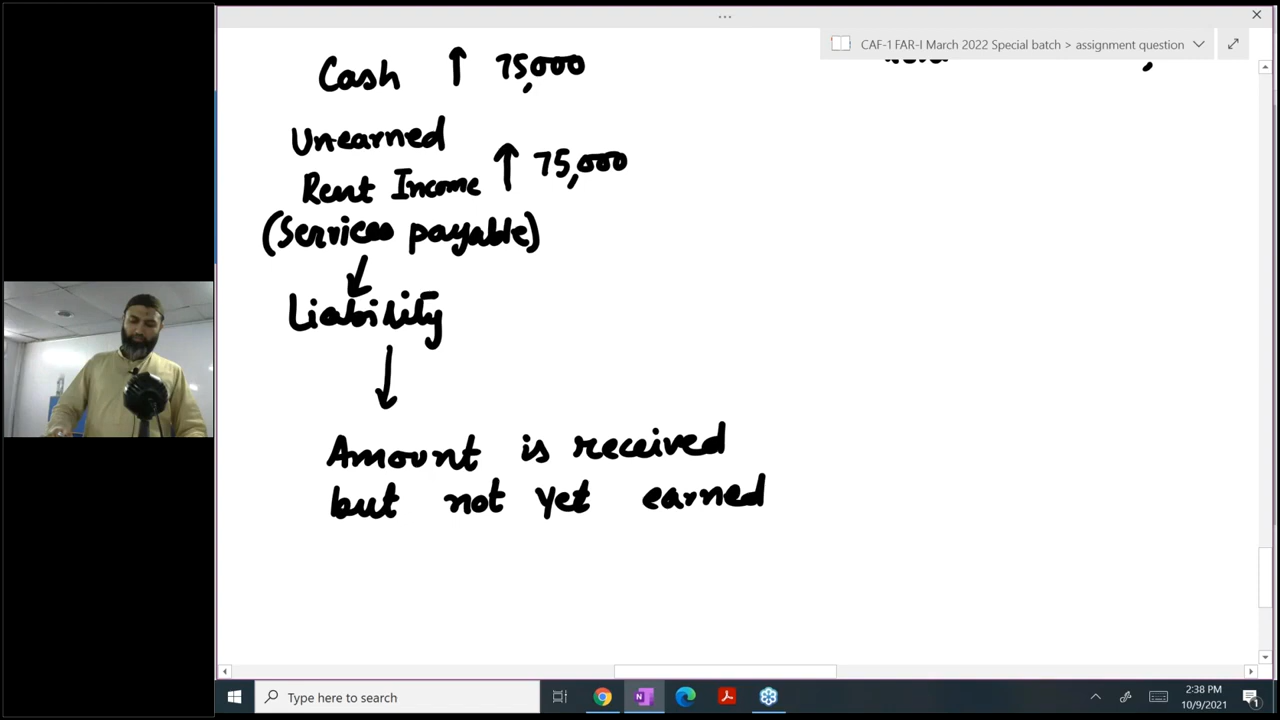 CAF-1 FAR-I March 2022 Special batch > assignment question
Cash ↑ 75,000
Unearned
Rent Income ↑ 75,000
(Services payable)
↓
Liability
↓
Amount is received
but not yet earned
Type here to search
2:38 PM
10/9/2021
1